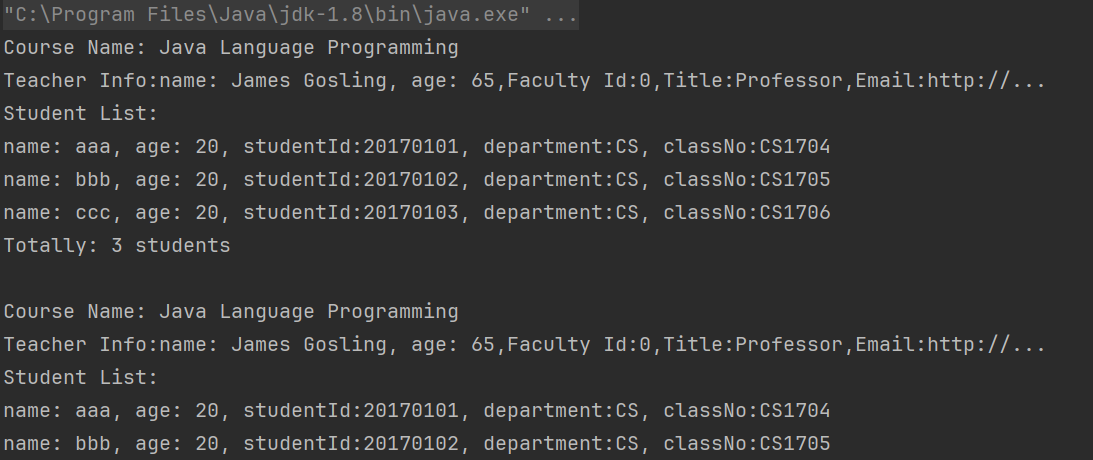 "C:\Program Files\Java\jdk-1.8\bin\java.exe" ...
Course Name: Java Language Programming
Teacher Info:name: James Gosling, age: 65,Faculty Id:0,Title:Professor,Email:http://...
Student List:
name: aaa, age: 20, studentId:20170101, department:CS, classNo:CS1704
name: bbb, age: 20, studentId:20170102, department:CS, classNo:CS1705
name: ccc, age: 20, studentId:20170103, department:CS, classNo:CS1706
Totally: 3 students
Course Name: Java Language Programming
Teacher Info:name: James Gosling, age: 65,Faculty Id:0,Title:Professor,Email:http://...
Student List:
name: aaa, age: 20, studentId:20170101, department:CS, classNo:CS1704
name: bbb, age: 20, studentId:20170102, department:CS, classNo:CS1705